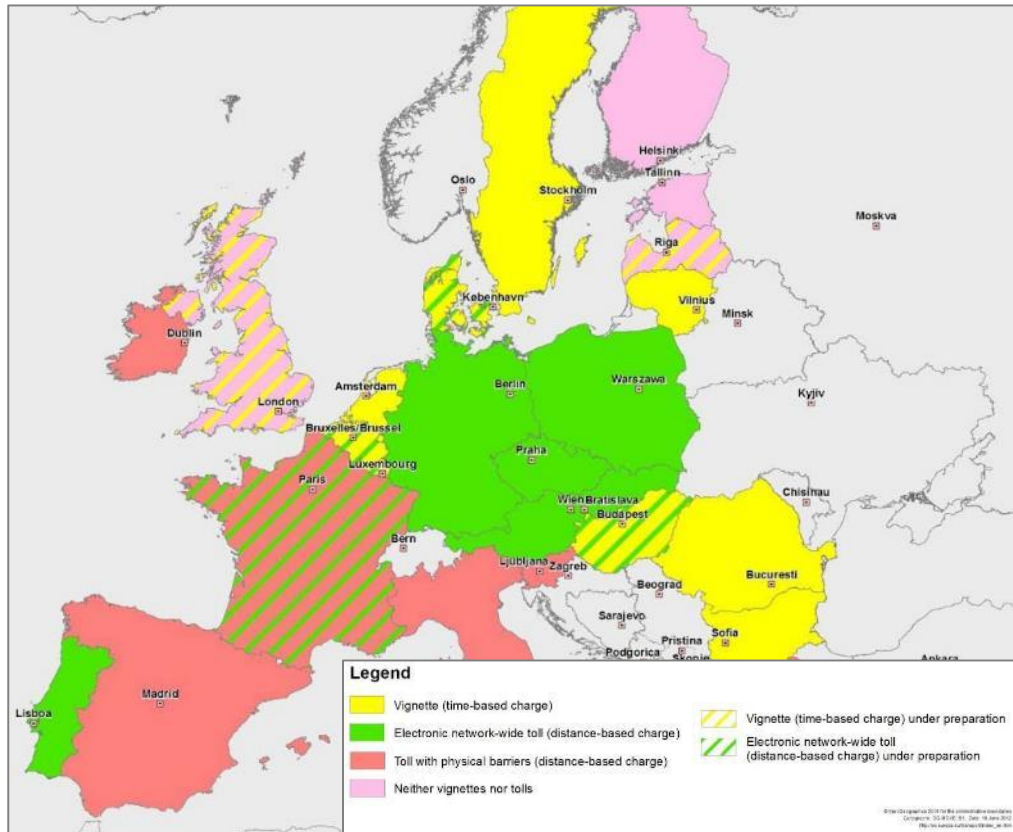 Helsinki
Tallinn
Oslo
Stockholm
Moskva
Riga
København
Vilnius
Minsk
Dublin
Amsterdam
Berlin
Warszawa
London
Kyjiv
Bruxelles/Brussel
Praha
Luxembourg
Paris
Chisinau
Wien
Bratislava
Budapest
Bern
Ljubljana
Zagreb
Bucuresti
Beograd
Sarajevo
Pristina
Sofia
Podgorica
Skopje
Ankara
Madrid
Lisboa
Legend
Vignette (time-based charge)
Electronic network-wide toll (distance-based charge)
Toll with physical barriers (distance-based charge)
Neither vignettes nor tolls
Vignette (time-based charge) under preparation
Electronic network-wide toll
(distance-based charge) under preparation